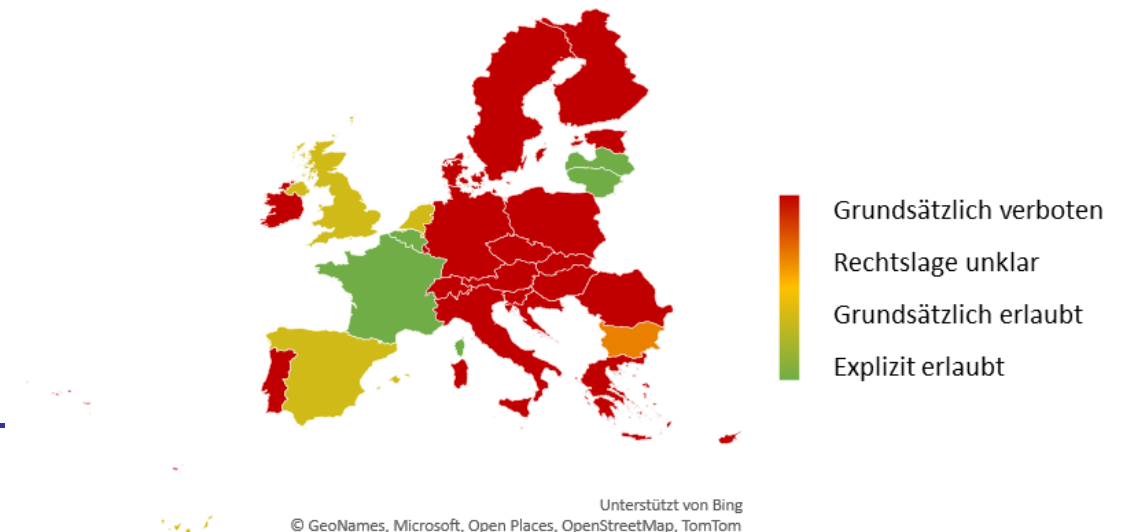 Grundsätzlich verboten
Rechtslage unklar
Grundsätzlich erlaubt
Explizit erlaubt
Unterstützt von Bing
© GeoNames, Microsoft, Open Places, OpenStreetMap, TomTom